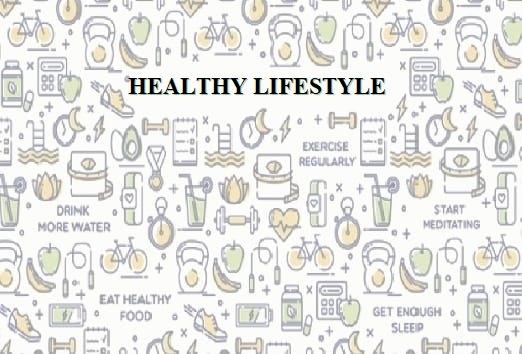 HEALTHY LIFESTYLE
EXERCISE
REGULARLY
DRINK
MORE WATER
START
MEDITATING
EAT HEALTHY
FOOD
GET ENOUGH
SLEEP